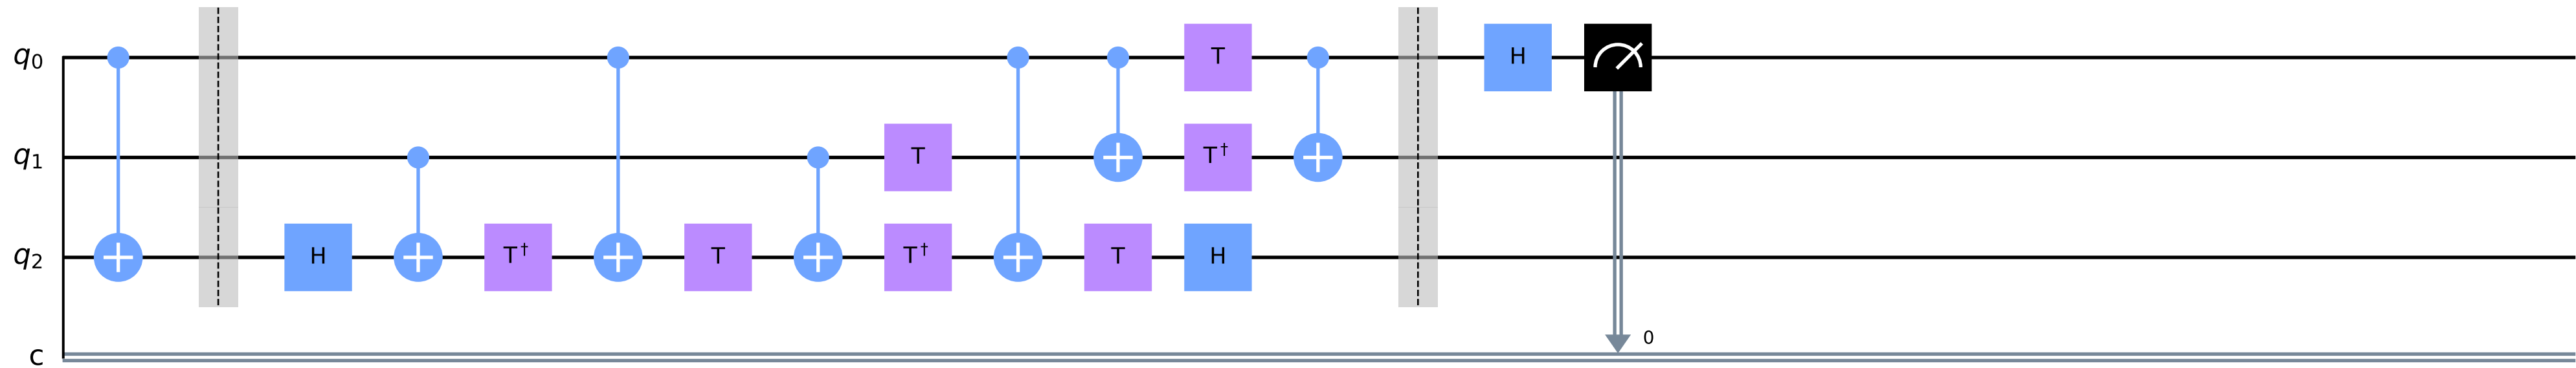 q0 T H
q1 T T†
q2 H T† T T† T H
c 0